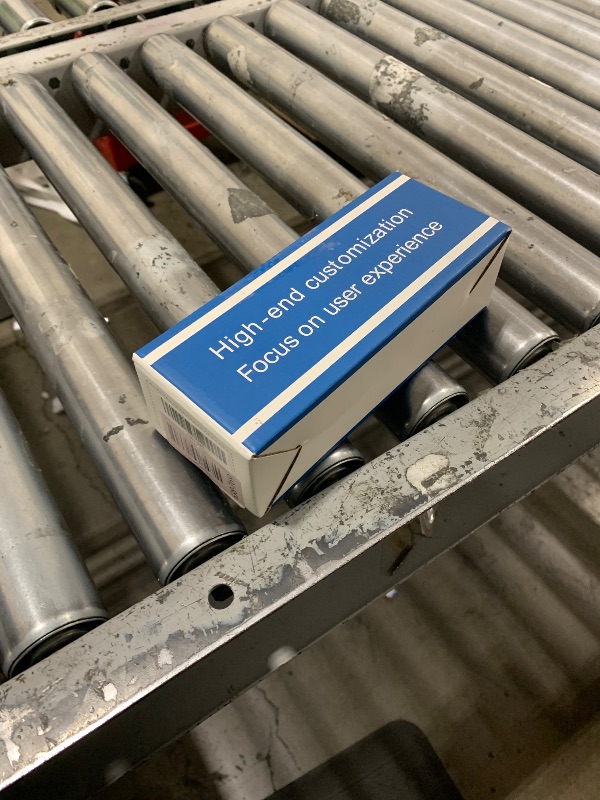 High-end customization
Focus on user experience